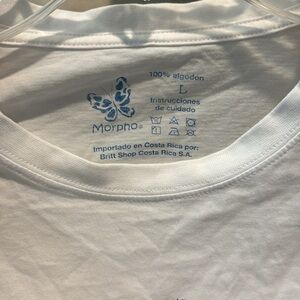 100% algodón
L
Instrucciones
de cuidado
Morpho®
Importado en Costa Rica por:
Britt Shop Costa Rica S.A.